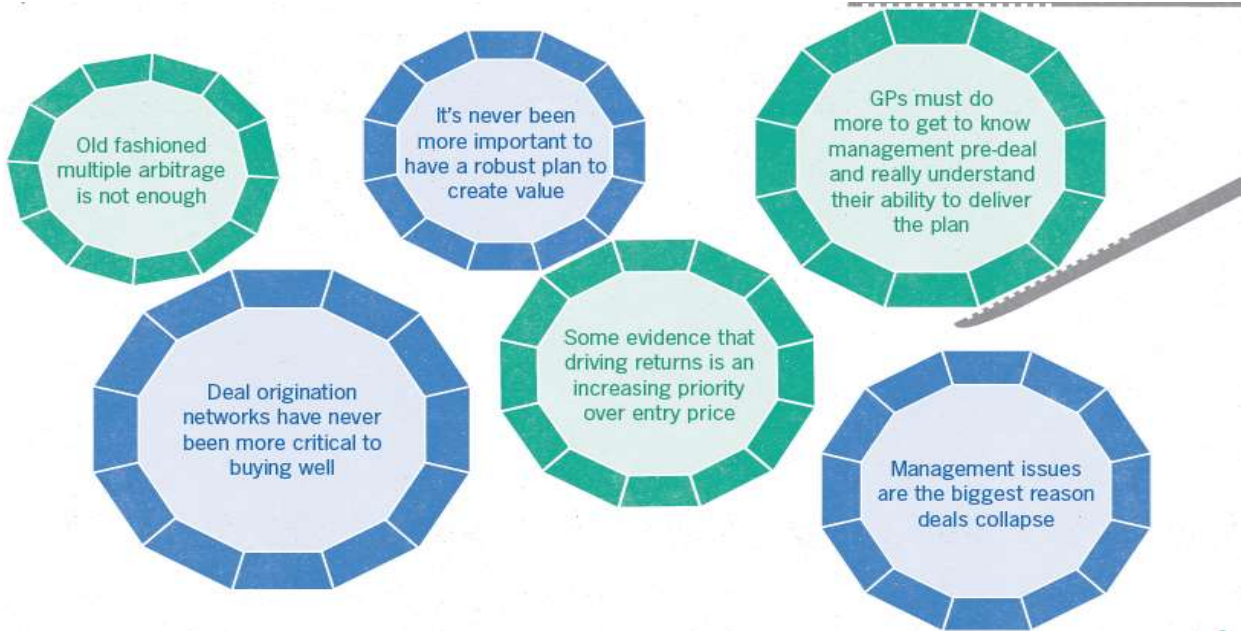 Old fashioned
multiple arbitrage
is not enough
It's never been
more important to
have a robust plan to
create value
GPs must do
more to get to know
management pre-deal
and really understand
their ability to deliver
the plan
Deal origination
networks have never
been more critical to
buying well
Some evidence that
driving returns is an
increasing priority
over entry price
Management issues
are the biggest reason
deals collapse